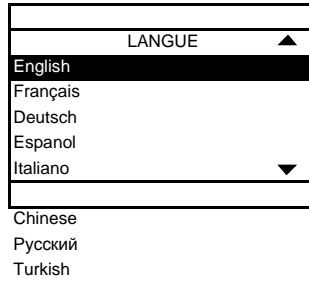 LANGUE
English
Français
Deutsch
Espanol
Italiano
Chinese
Русский
Turkish